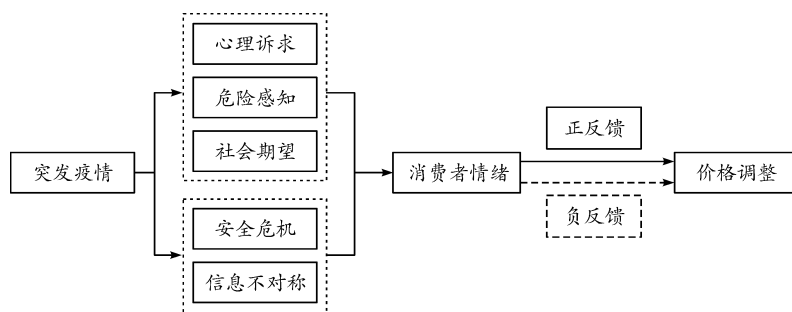 心理诉求
危险感知
社会期望
突发疫情
安全危机
信息不对称
消费者情绪
正反馈
负反馈
价格调整